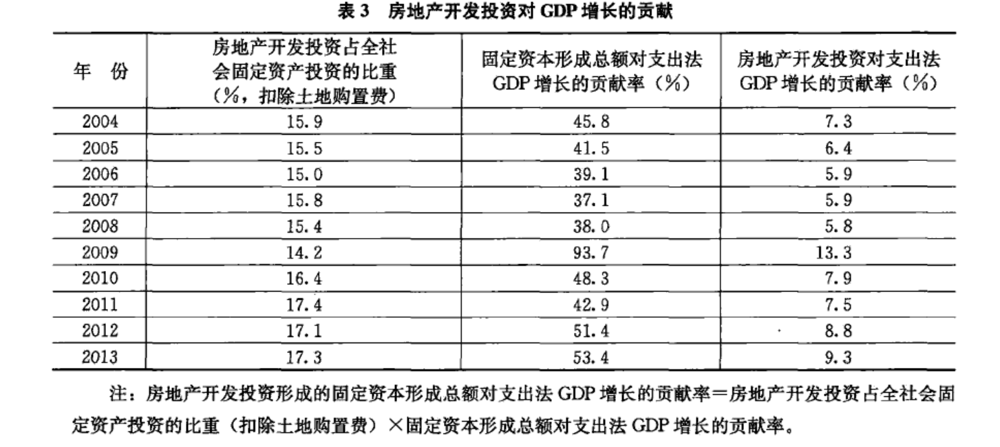 表 3 房地产开发投资对 GDP 增长的贡献
年 份
房地产开发投资占全社
会固定资产投资的比重
（%，扣除土地购置费）
固定资本形成总额对支出法
GDP 增长的贡献率（%）
房地产开发投资对支出法
GDP 增长的贡献率（%）
2004 15.9 45.8 7.3
2005 15.5 41.5 6.4
2006 15.0 39.1 5.9
2007 15.8 37.1 5.9
2008 15.4 38.0 5.8
2009 14.2 93.7 13.3
2010 16.4 48.3 7.9
2011 17.4 42.9 7.5
2012 17.1 51.4 8.8
2013 17.3 53.4 9.3
注：房地产开发投资形成的固定资本形成总额对支出法 GDP 增长的贡献率＝房地产开发投资占全社会固
定资产投资的比重（扣除土地购置费）×固定资本形成总额对支出法 GDP 增长的贡献率。